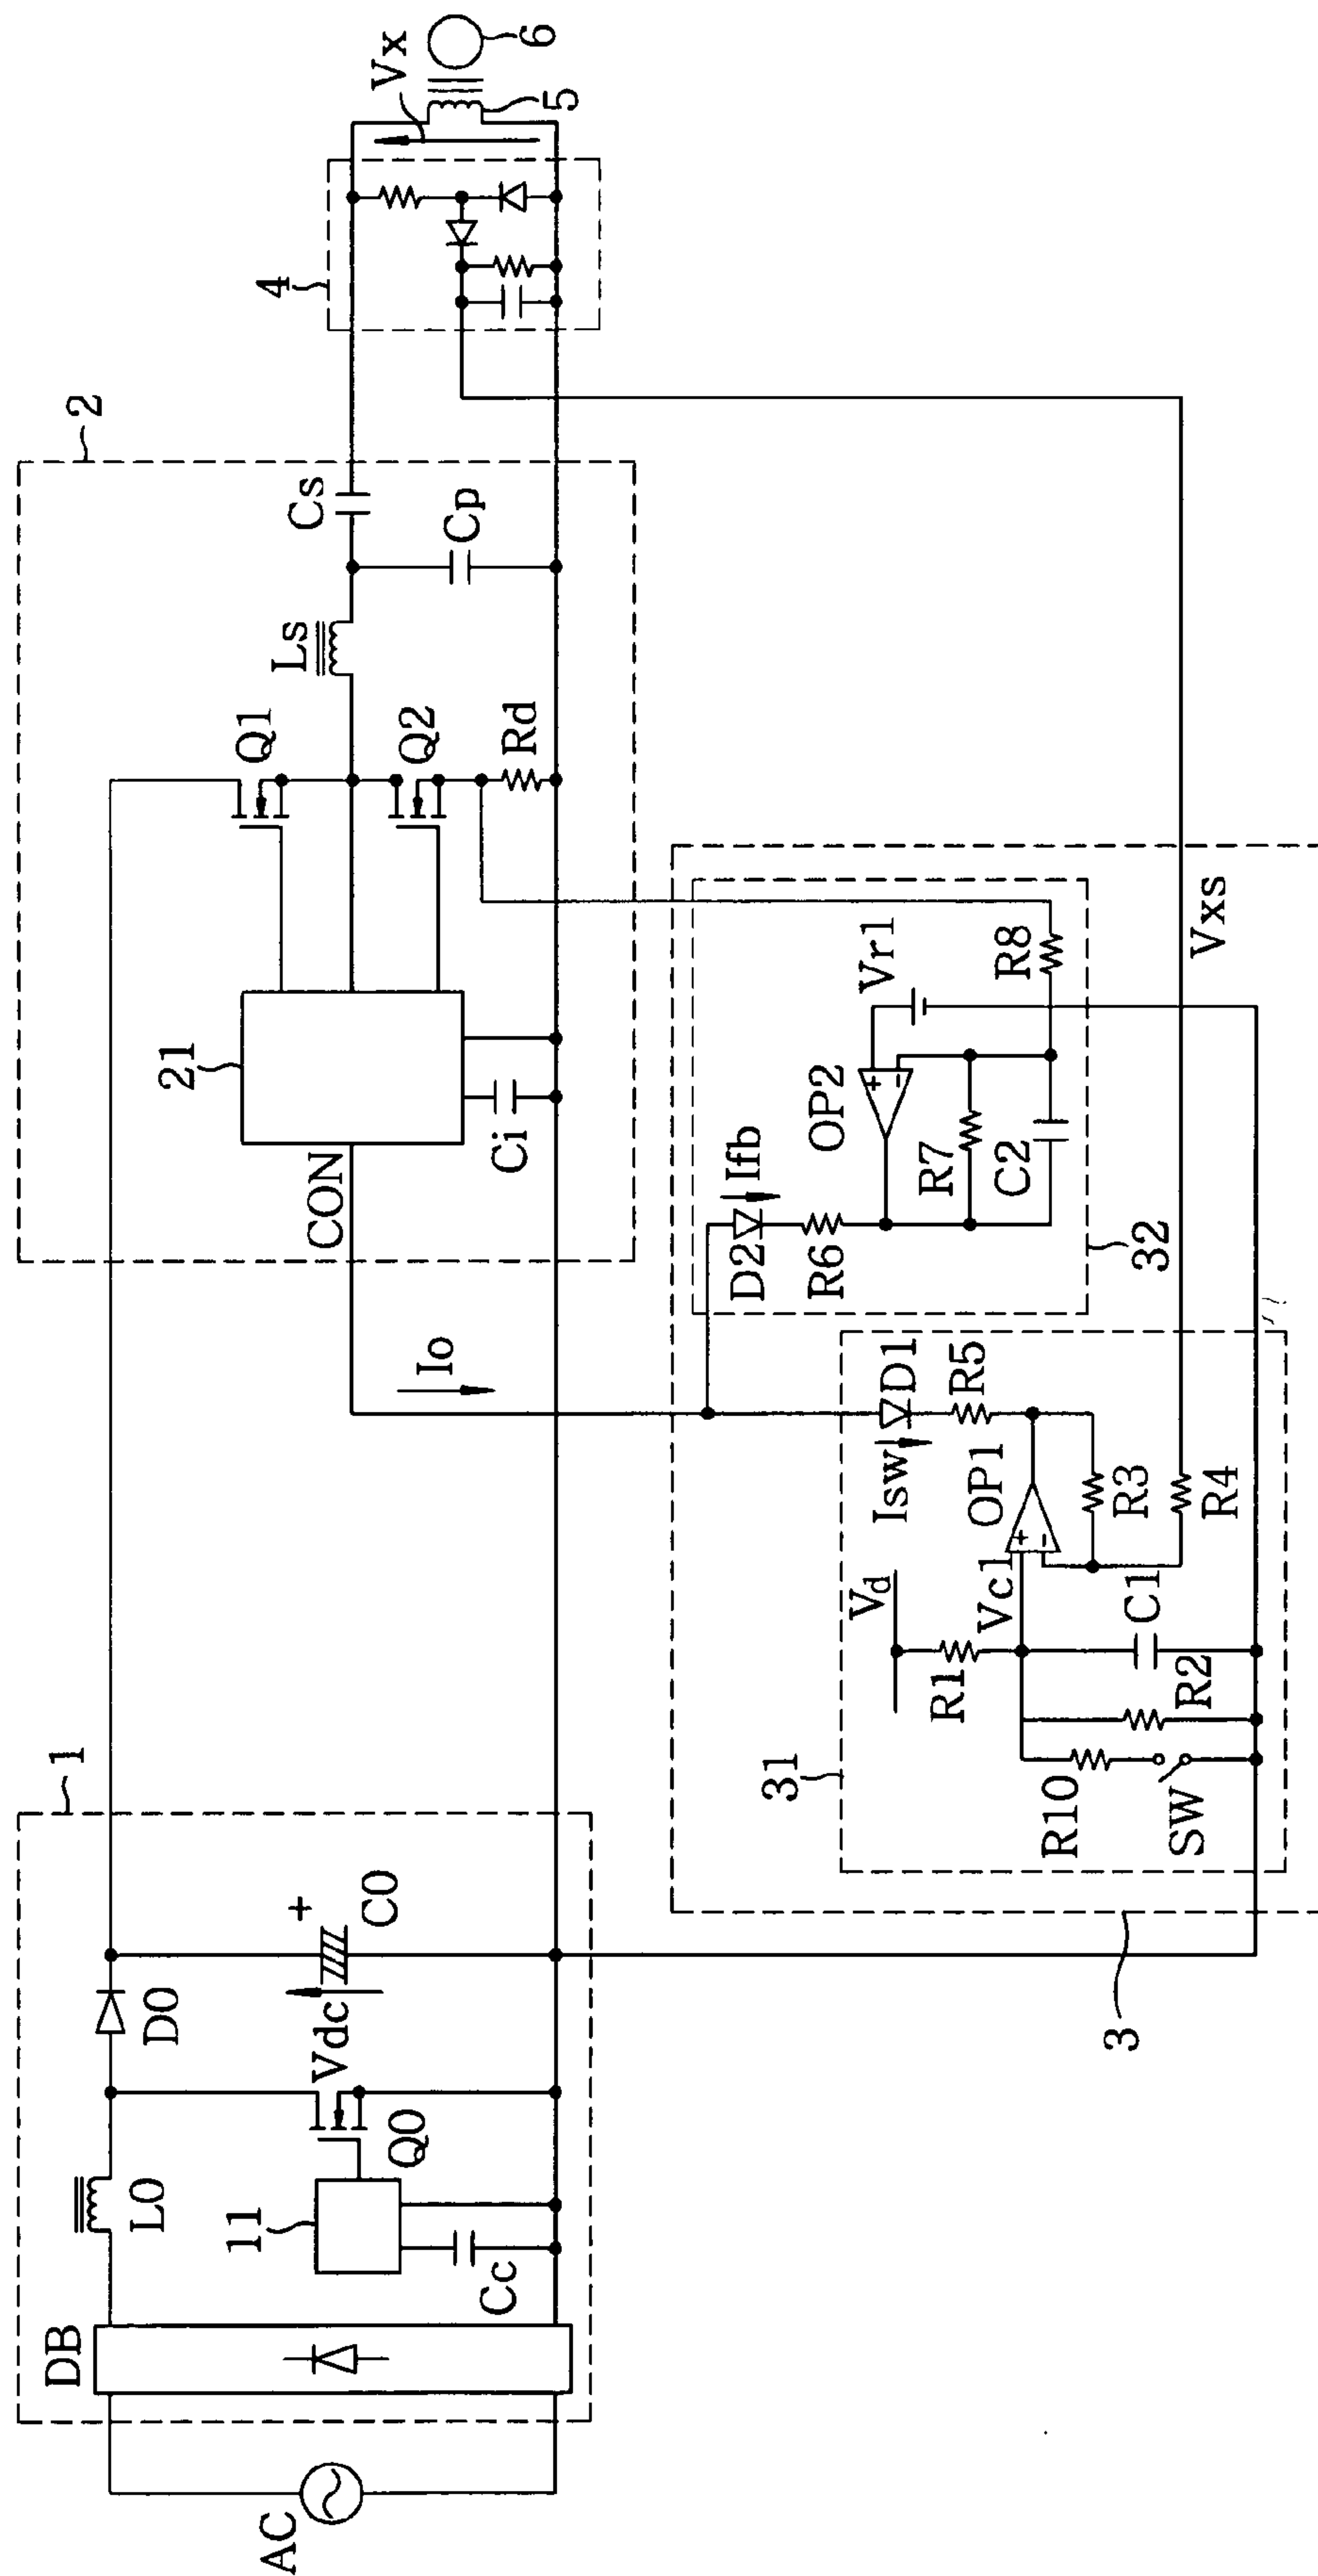 1
DB
L0
D0
11
Cc
Q0
Vdc
+
C0
AC
2
21
CON
Ci
Q1
Q2
Rd
Ls
Cs
Cp
4
Vx
5
6
Io
3
31
Vd
R1
Vc1
R10
SW
R2
C1
+
-
OP1
Isw
D1
R5
R3
R4
32
D2
Ifb
R6
OP2
+
-
R7
C2
Vr1
R8
Vxs